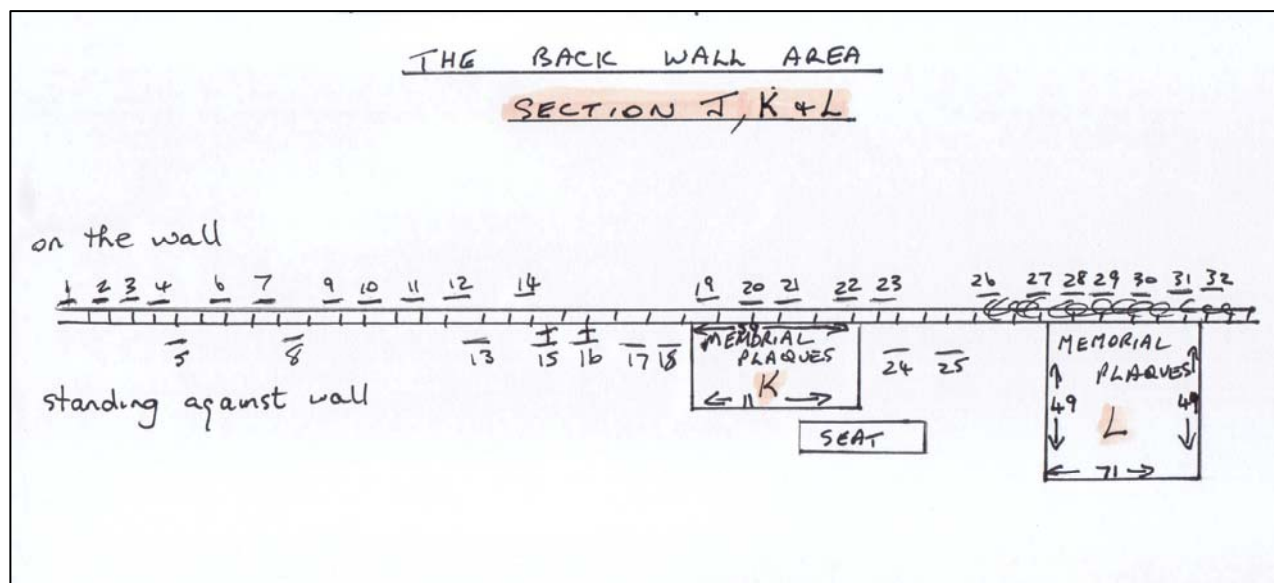 THE BACK WALL AREA
SECTION J, K & L
on the wall
1 2 3 4 6 7 9 10 11 12 14 19 20 21 22 23 26 27 28 29 30 31 32
5 8 13 15 16 17 18 24 25
standing against wall
MEMORIAL
PLAQUES
K
11
SEAT
MEMORIAL
PLAQUES
49 49
L
71